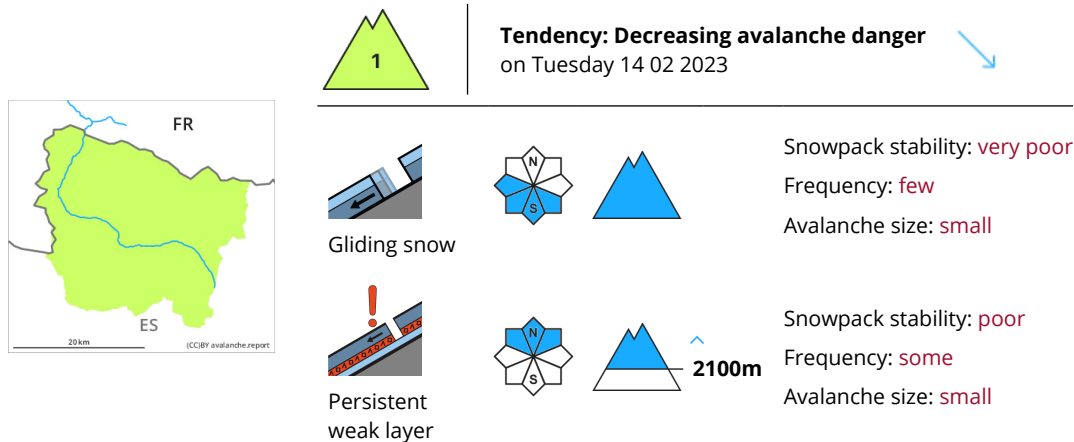 1
Tendency: Decreasing avalanche danger
on Tuesday 14 02 2023
FR
ES
20 km
(CC)BY avalanche.report
Gliding snow
N
S
Snowpack stability: very poor
Frequency: few
Avalanche size: small
Persistent
weak layer
N
S
2100m
Snowpack stability: poor
Frequency: some
Avalanche size: small